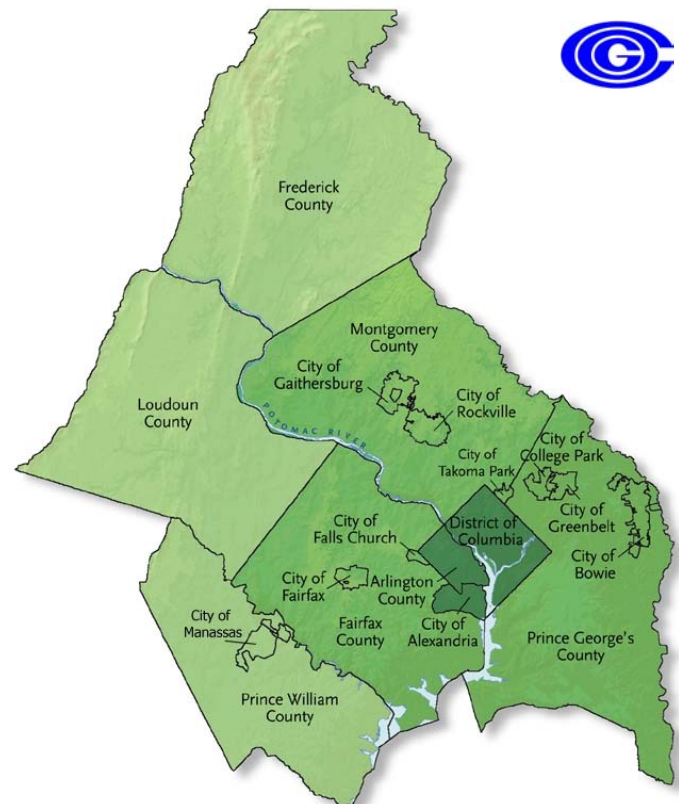 COG
Frederick
County
Montgomery
County
City of
Gaithersburg
City of
Rockville
Loudoun
County
POTOMAC RIVER
City of
Takoma Park
City of
College Park
City of
Greenbelt
City of
Bowie
District of
Columbia
City of
Falls Church
City of
Fairfax
Arlington
County
City of
Alexandria
Fairfax
County
City of
Manassas
Prince George's
County
Prince William
County